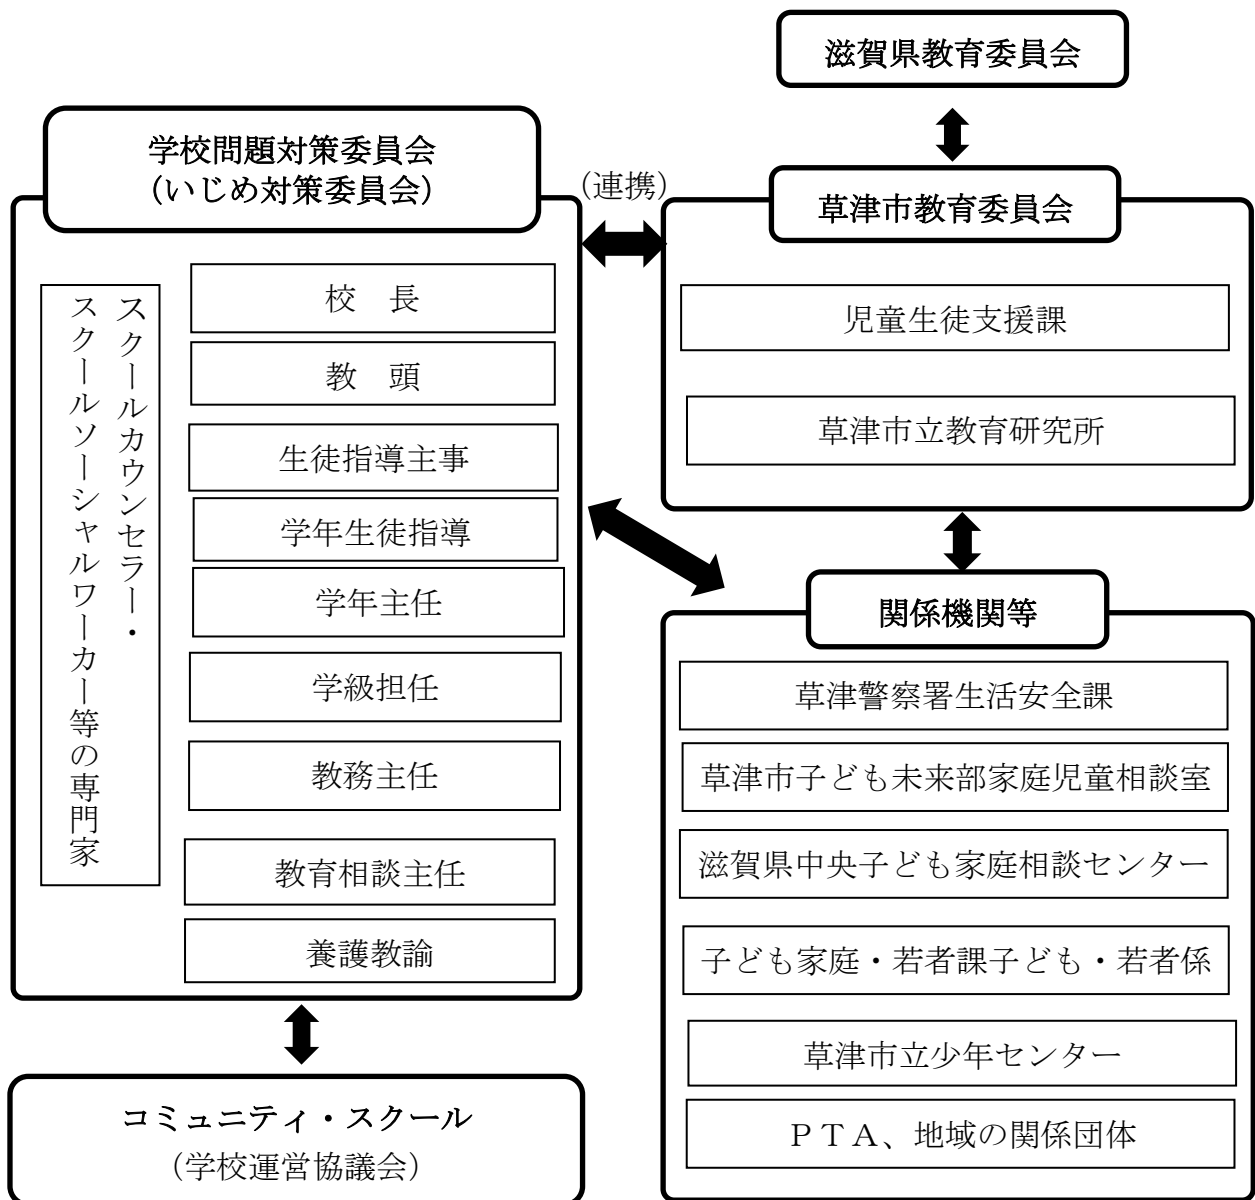 滋賀県教育委員会
学校問題対策委員会
(いじめ対策委員会)
(連携)
草津市教育委員会
スクールカウンセラー・
スクールソーシャルワーカー等の専門家
校　長
教　頭
生徒指導主事
学年生徒指導
学年主任
学級担任
教務主任
教育相談主任
養護教諭
児童生徒支援課
草津市立教育研究所
関係機関等
草津警察署生活安全課
草津市子ども未来部家庭児童相談室
滋賀県中央子ども家庭相談センター
子ども家庭・若者課子ども・若者係
草津市立少年センター
ＰＴＡ、地域の関係団体
コミュニティ・スクール
(学校運営協議会)